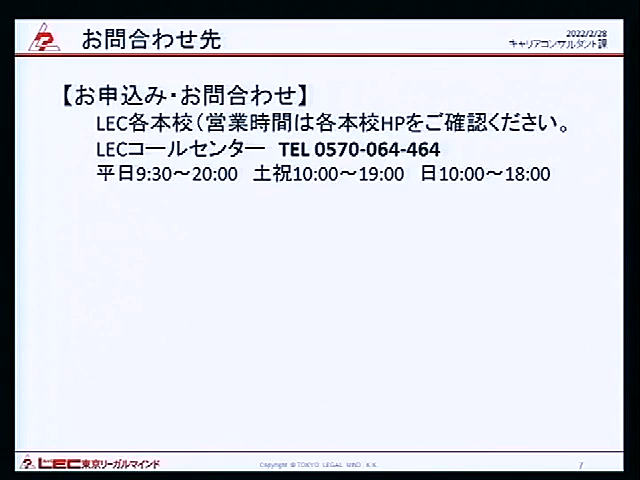 お問合わせ先
2022/2/28
キャリアコンサルタント課
【お申込み・お問合わせ】
LEC各本校（営業時間は各本校HPをご確認ください。
LECコールセンター　TEL 0570-064-464
平日9:30～20:00　土祝10:00～19:00　日10:00～18:00
LEC東京リーガルマインド
Copyright © TOKYO LEGAL MIND K.K.
7